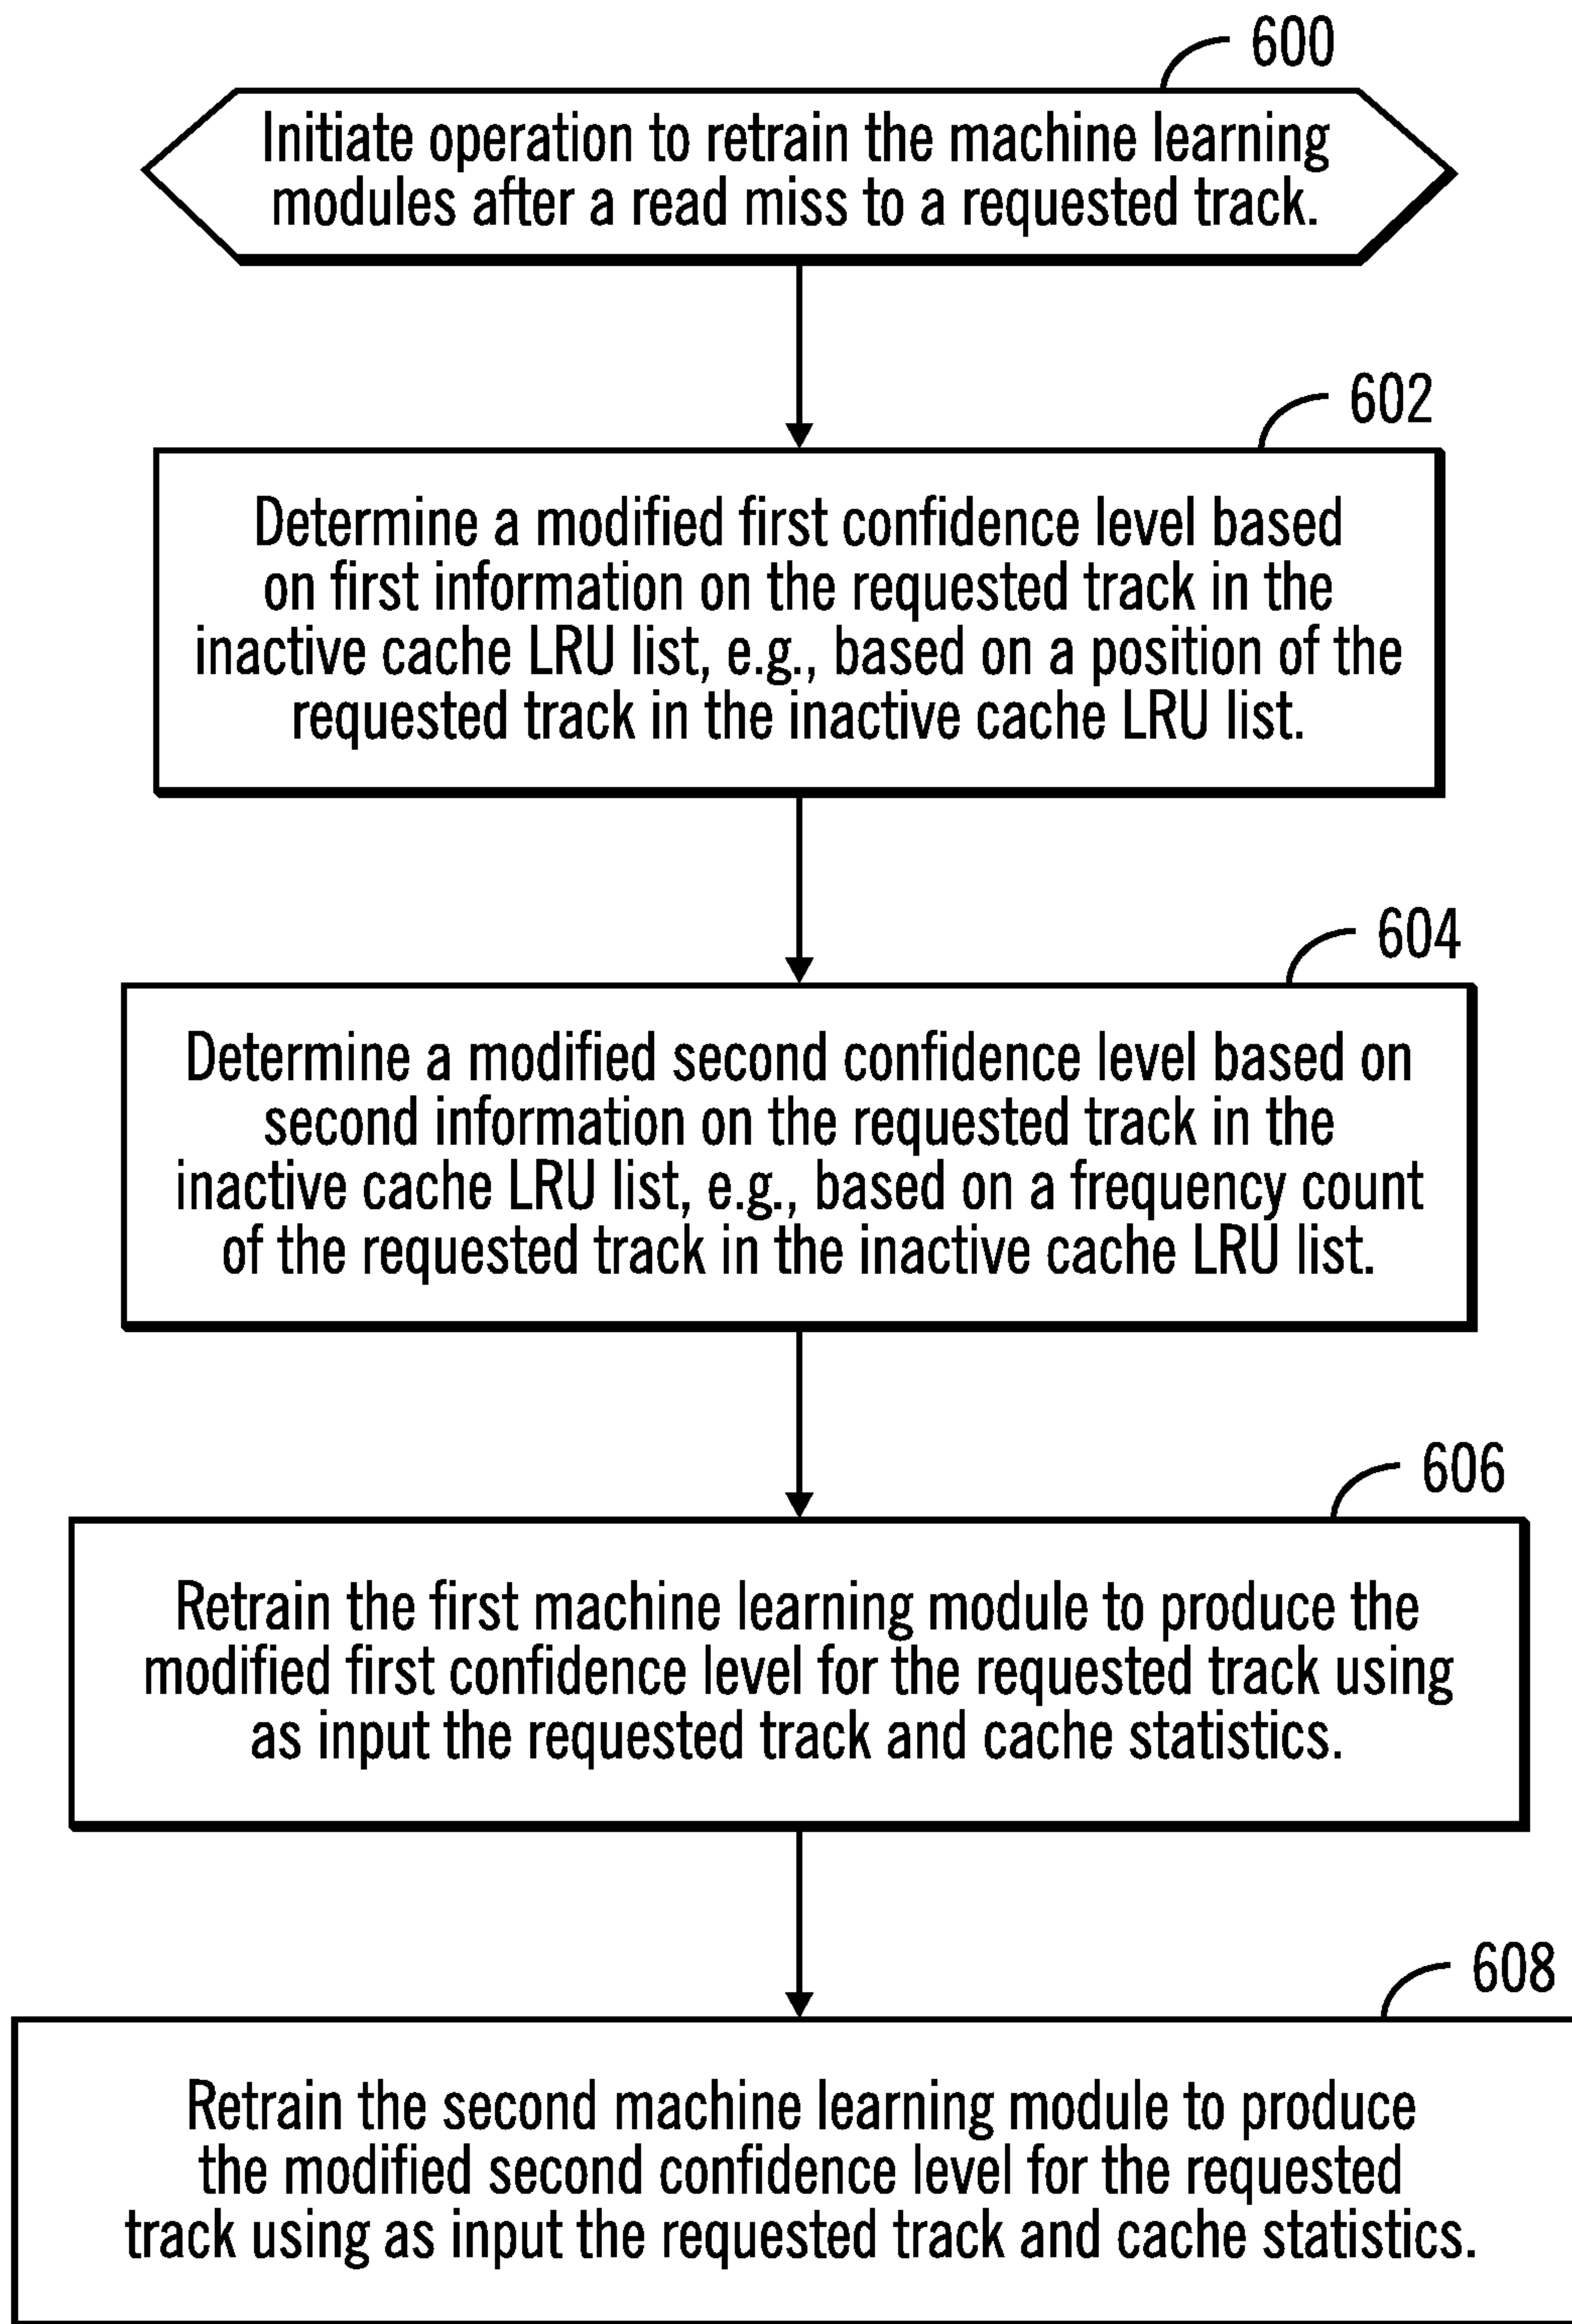 600
Initiate operation to retrain the machine learning
modules after a read miss to a requested track.
602
Determine a modified first confidence level based
on first information on the requested track in the
inactive cache LRU list, e.g., based on a position of the
requested track in the inactive cache LRU list.
604
Determine a modified second confidence level based on
second information on the requested track in the
inactive cache LRU list, e.g., based on a frequency count
of the requested track in the inactive cache LRU list.
606
Retrain the first machine learning module to produce the
modified first confidence level for the requested track using
as input the requested track and cache statistics.
608
Retrain the second machine learning module to produce
the modified second confidence level for the requested
track using as input the requested track and cache statistics.